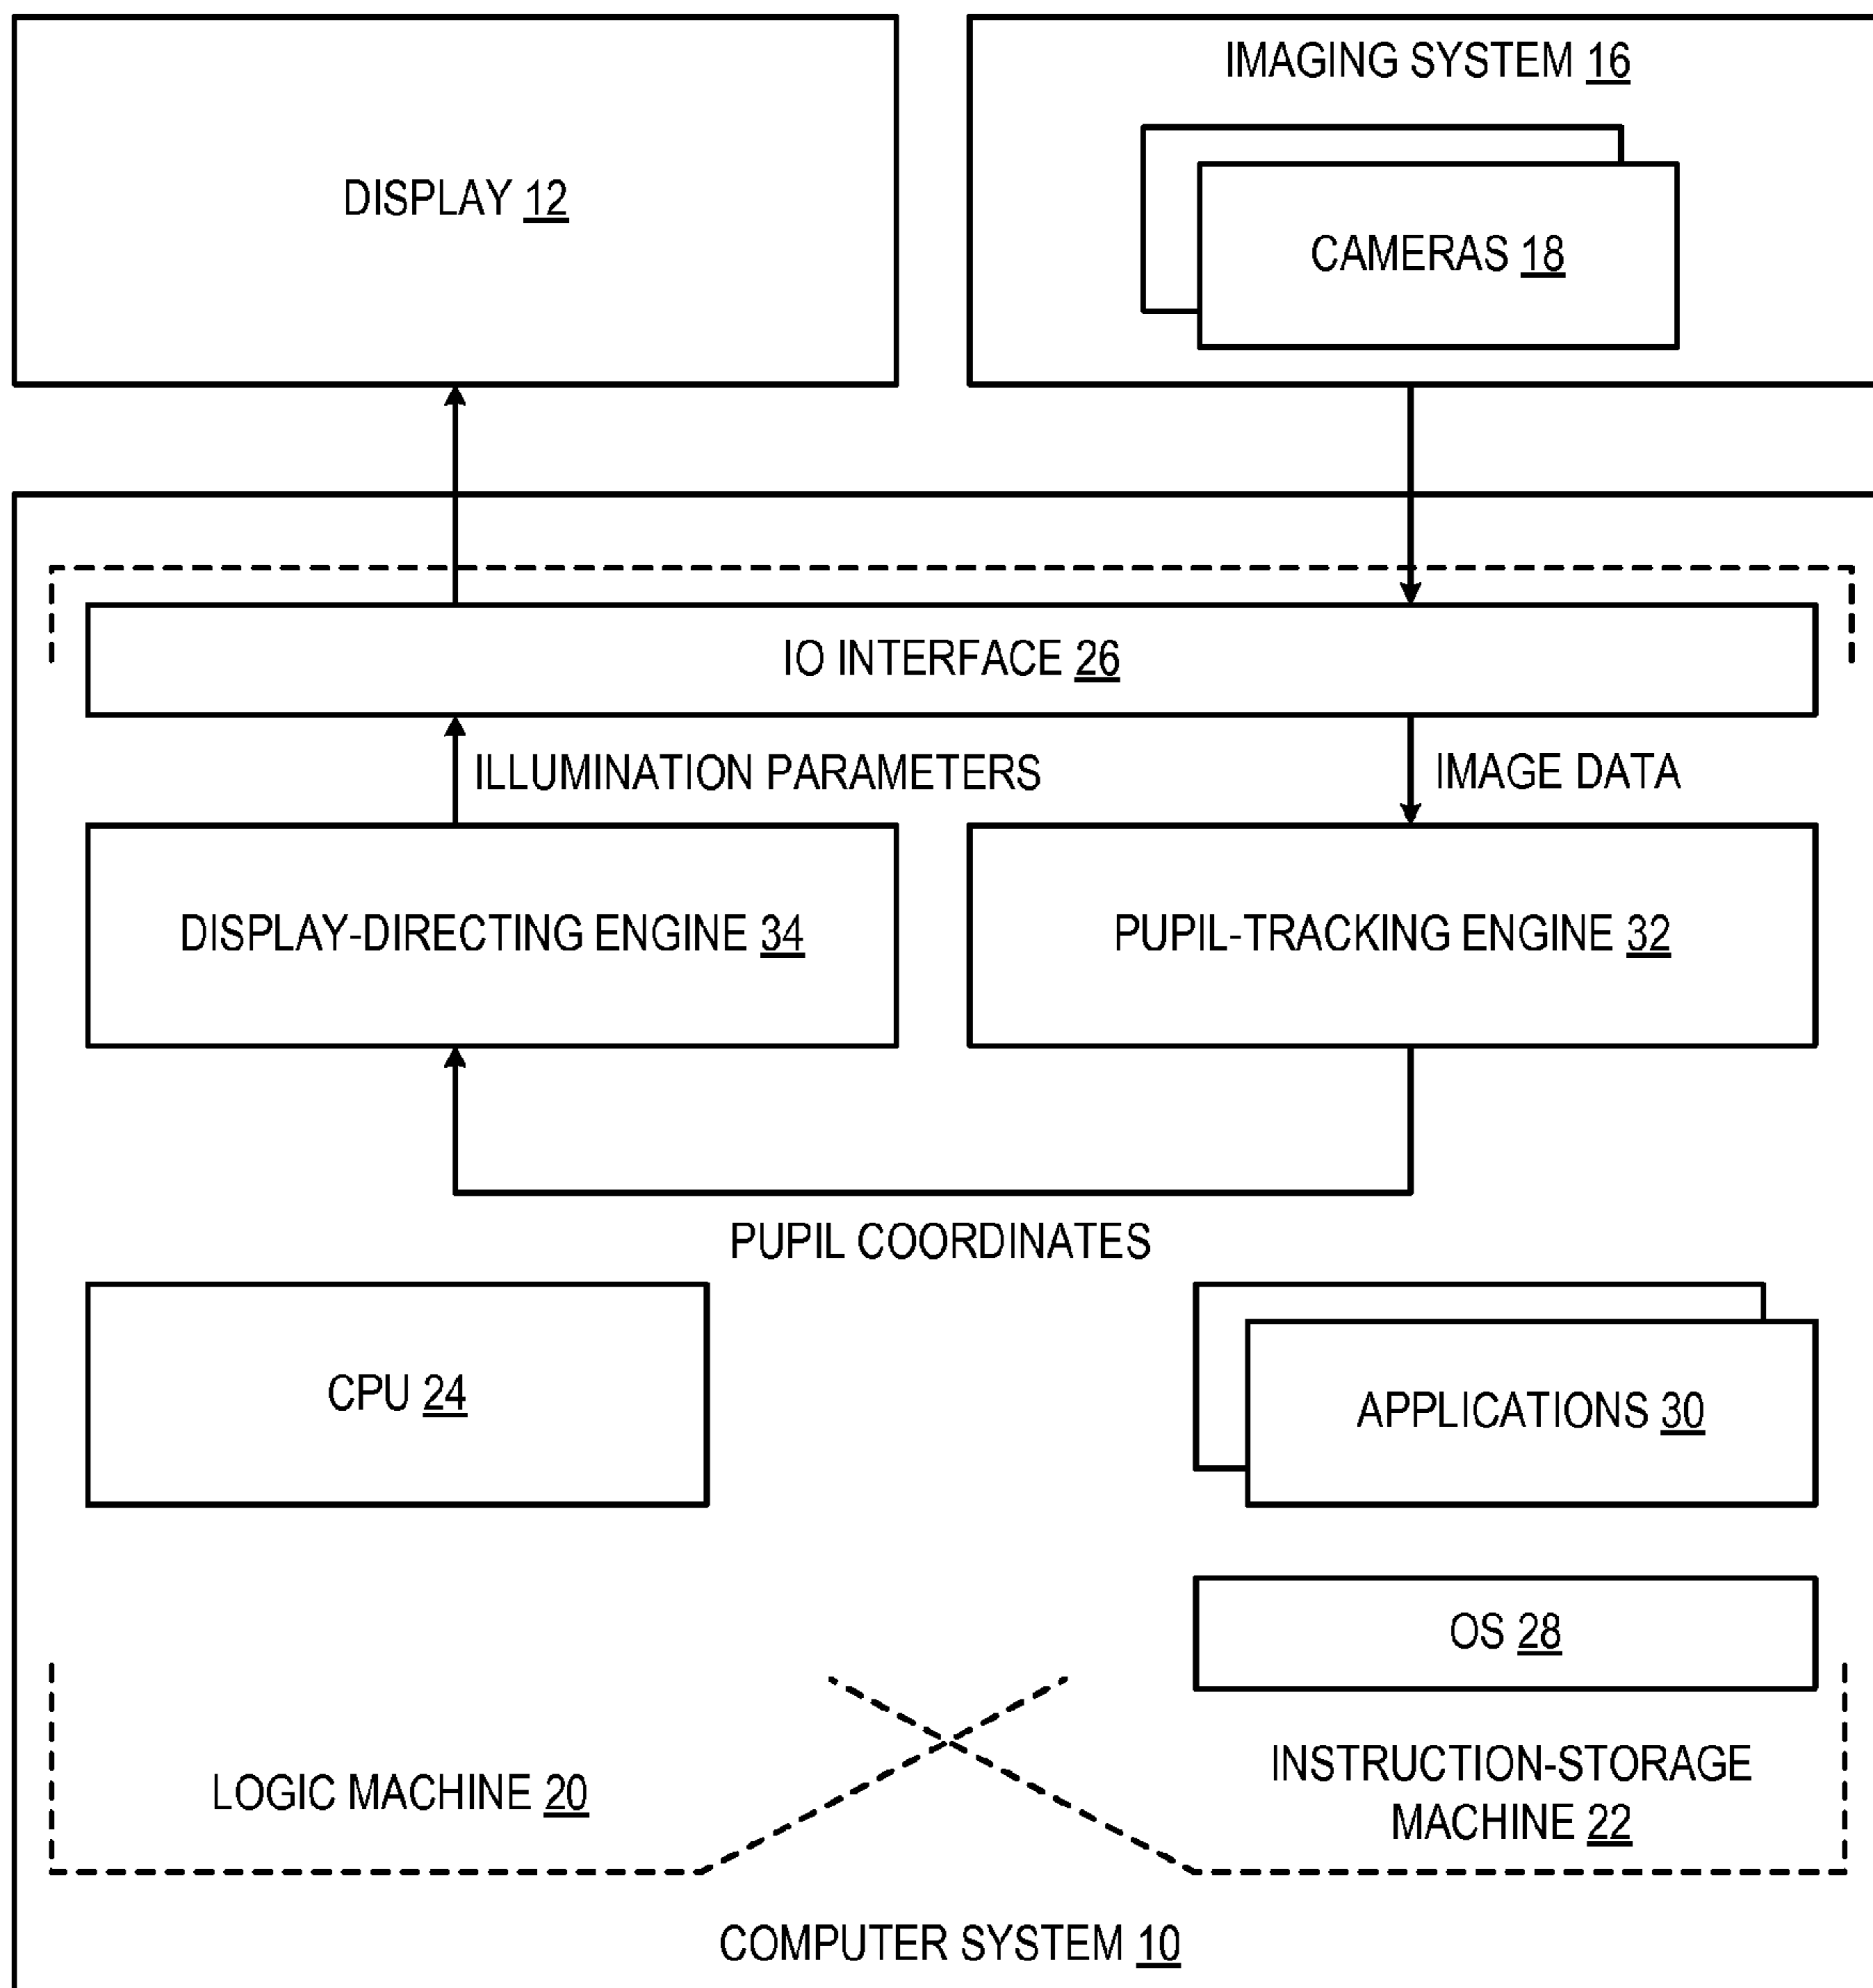 DISPLAY 12
IMAGING SYSTEM 16
CAMERAS 18
IO INTERFACE 26
ILLUMINATION PARAMETERS
IMAGE DATA
DISPLAY-DIRECTING ENGINE 34
PUPIL-TRACKING ENGINE 32
PUPIL COORDINATES
CPU 24
APPLICATIONS 30
OS 28
LOGIC MACHINE 20
INSTRUCTION-STORAGE
MACHINE 22
COMPUTER SYSTEM 10